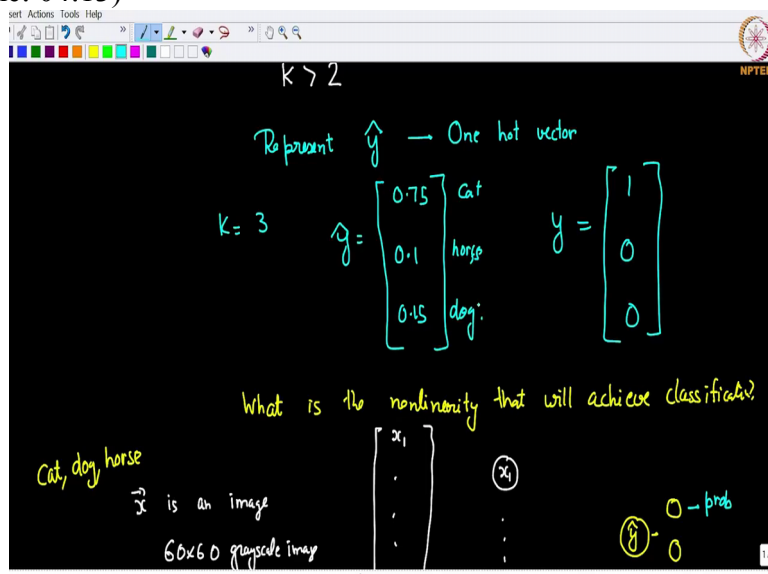 sert Actions Tools Help
NPTEL
K > 2
Represent ŷ — One hot vector
K = 3
ŷ =
0.75 Cat
0.1 horse
0.15 dog.
y =
1
0
0
What is the nonlinearity that will achieve classification?
Cat, dog, horse
x⃗ is an image
60x60 grayscale image
x₁
.
.
.
x₁
.
.
.
ŷ -
O - prob
O